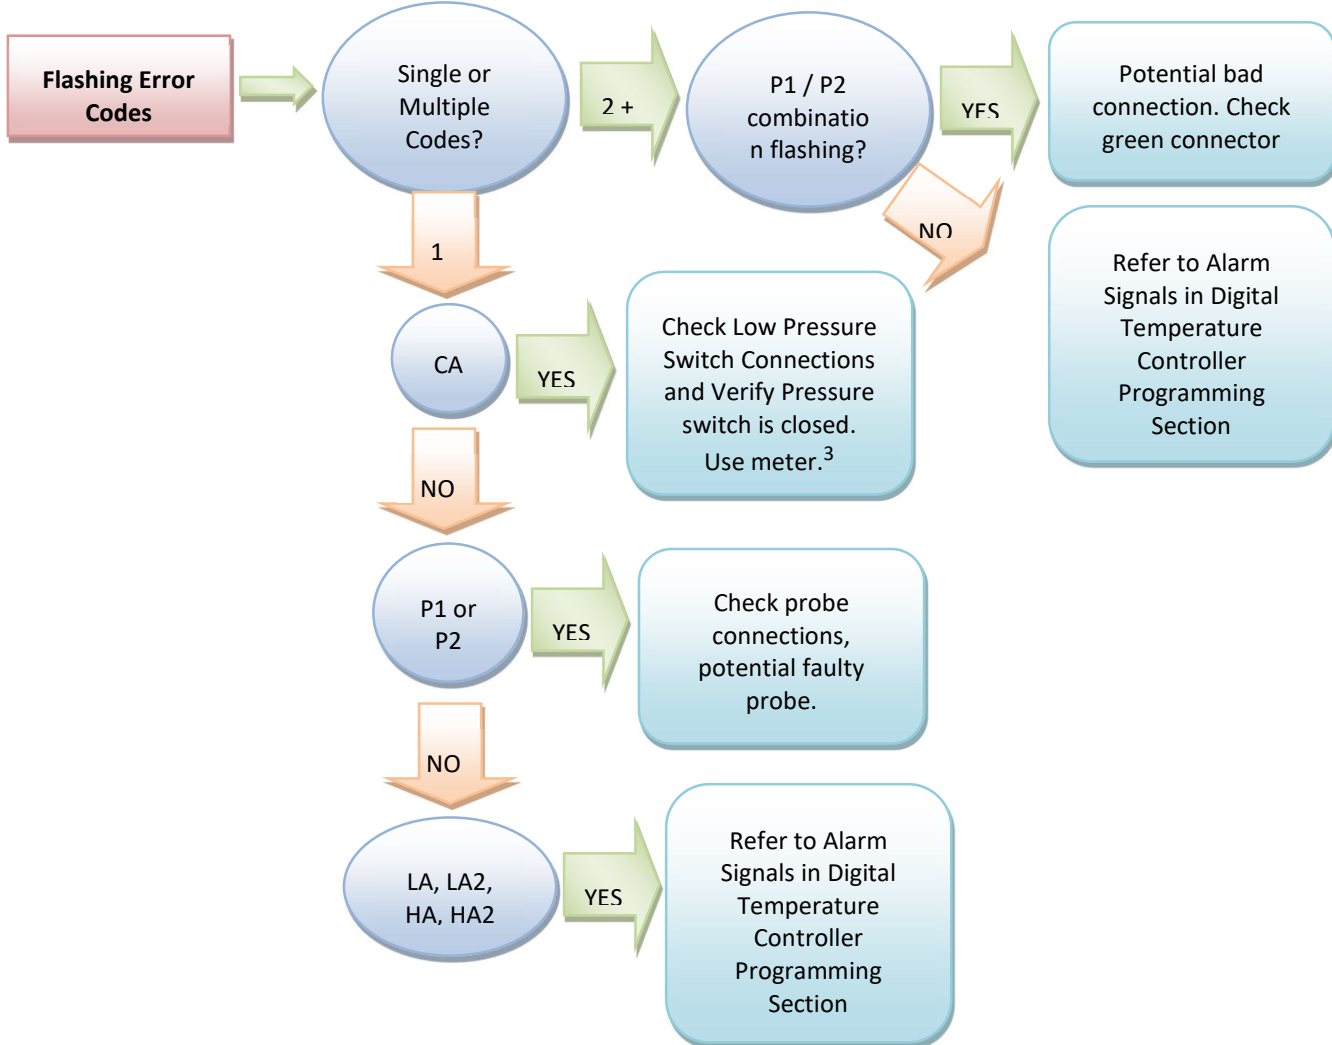 Flashing Error
Codes
Single or
Multiple
Codes?
2 +
P1 / P2
combinatio
n flashing?
YES
Potential bad
connection. Check
green connector
NO
Refer to Alarm
Signals in Digital
Temperature
Controller
Programming
Section
1
CA
YES
Check Low Pressure
Switch Connections
and Verify Pressure
switch is closed.
Use meter.³
NO
P1 or
P2
YES
Check probe
connections,
potential faulty
probe.
NO
LA, LA2,
HA, HA2
YES
Refer to Alarm
Signals in Digital
Temperature
Controller
Programming
Section